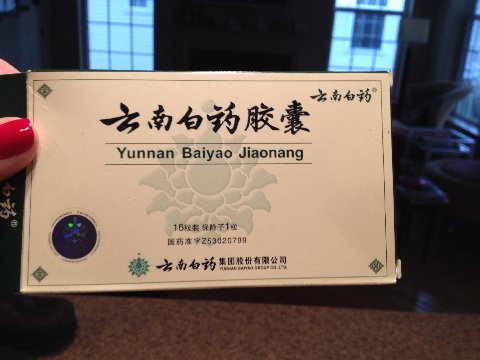 云南白药®
云南白药胶囊
Yunnan Baiyao Jiaonang
16粒装 保险子1粒
国药准字Z53020799
云南白药集团股份有限公司
YUNNAN BAIYAO GROUP CO.,LTD.
白药®